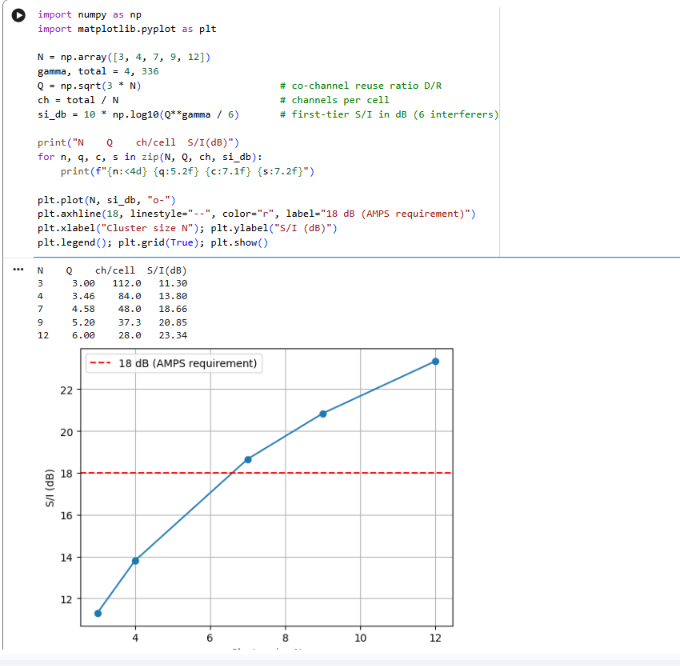 import numpy as np
import matplotlib.pyplot as plt
N = np.array([3, 4, 7, 9, 12])
gamma, total = 4, 336
Q = np.sqrt(3 * N) # co-channel reuse ratio D/R
ch = total / N # channels per cell
si_db = 10 * np.log10(Q**gamma / 6) # first-tier S/I in dB (6 interferers)
print("N Q ch/cell S/I(dB)")
for n, q, c, s in zip(N, Q, ch, si_db):
print(f"{n:<4d} {q:5.2f} {c:7.1f} {s:7.2f}")
plt.plot(N, si_db, "o-")
plt.axhline(18, linestyle="--", color="r", label="18 dB (AMPS requirement)")
plt.xlabel("Cluster size N"); plt.ylabel("S/I (dB)")
plt.legend(); plt.grid(True); plt.show()
N Q ch/cell S/I(dB)
3 3.00 112.0 11.30
4 3.46 84.0 13.80
7 4.58 48.0 18.66
9 5.20 37.3 20.85
12 6.00 28.0 23.34
18 dB (AMPS requirement)
22
20
18
16
14
12
S/I (dB)
4 6 8 10 12